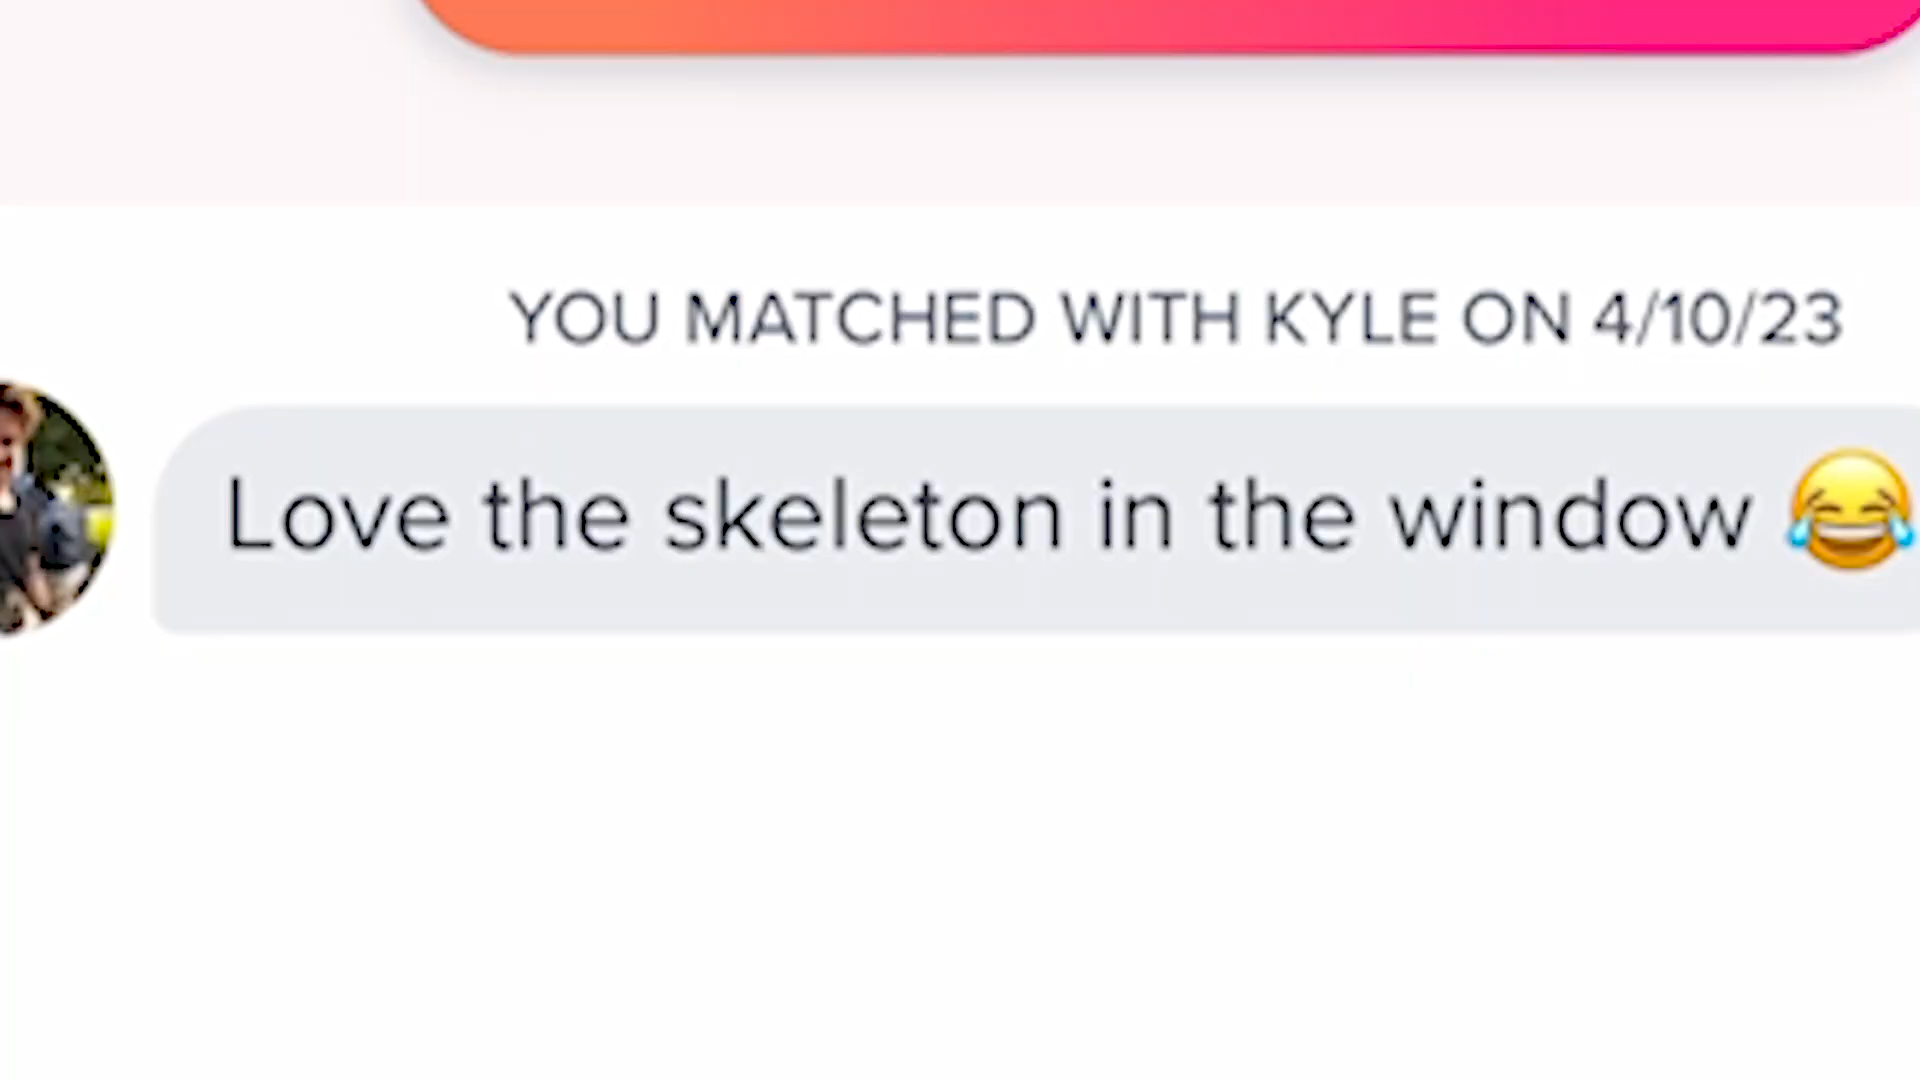 YOU MATCHED WITH KYLE ON 4/10/23
Love the skeleton in the window 😂